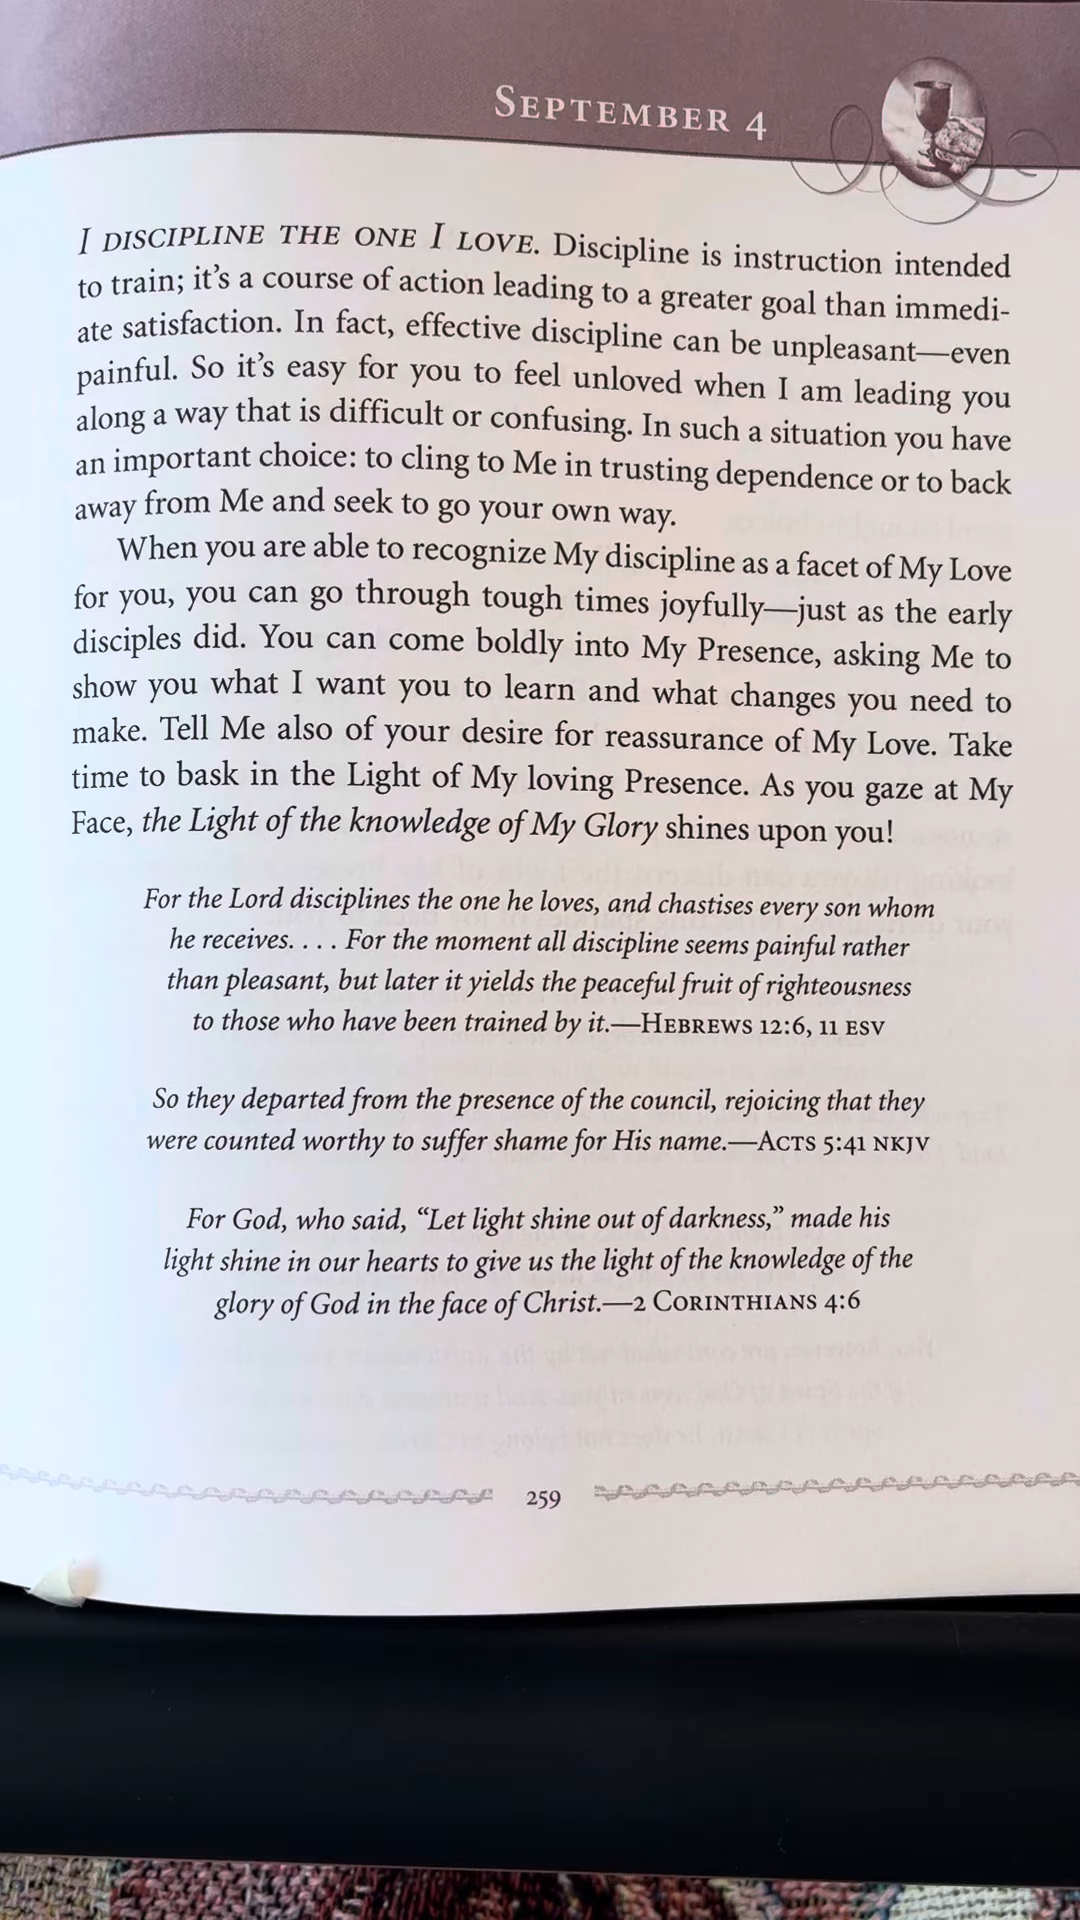 SEPTEMBER 4
I DISCIPLINE THE ONE I LOVE. Discipline is instruction intended
to train; it's a course of action leading to a greater goal than immedi-
ate satisfaction. In fact, effective discipline can be unpleasant—even
painful. So it's easy for you to feel unloved when I am leading you
along a way that is difficult or confusing. In such a situation you have
an important choice: to cling to Me in trusting dependence or to back
away from Me and seek to go your own way.
When you are able to recognize My discipline as a facet of My Love
for you, you can go through tough times joyfully—just as the early
disciples did. You can come boldly into My Presence, asking Me to
show you what I want you to learn and what changes you need to
make. Tell Me also of your desire for reassurance of My Love. Take
time to bask in the Light of My loving Presence. As you gaze at My
Face, the Light of the knowledge of My Glory shines upon you!
For the Lord disciplines the one he loves, and chastises every son whom
he receives. . . . For the moment all discipline seems painful rather
than pleasant, but later it yields the peaceful fruit of righteousness
to those who have been trained by it.—HEBREWS 12:6, 11 ESV
So they departed from the presence of the council, rejoicing that they
were counted worthy to suffer shame for His name.—ACTS 5:41 NKJV
For God, who said, “Let light shine out of darkness,” made his
light shine in our hearts to give us the light of the knowledge of the
glory of God in the face of Christ.—2 CORINTHIANS 4:6
259